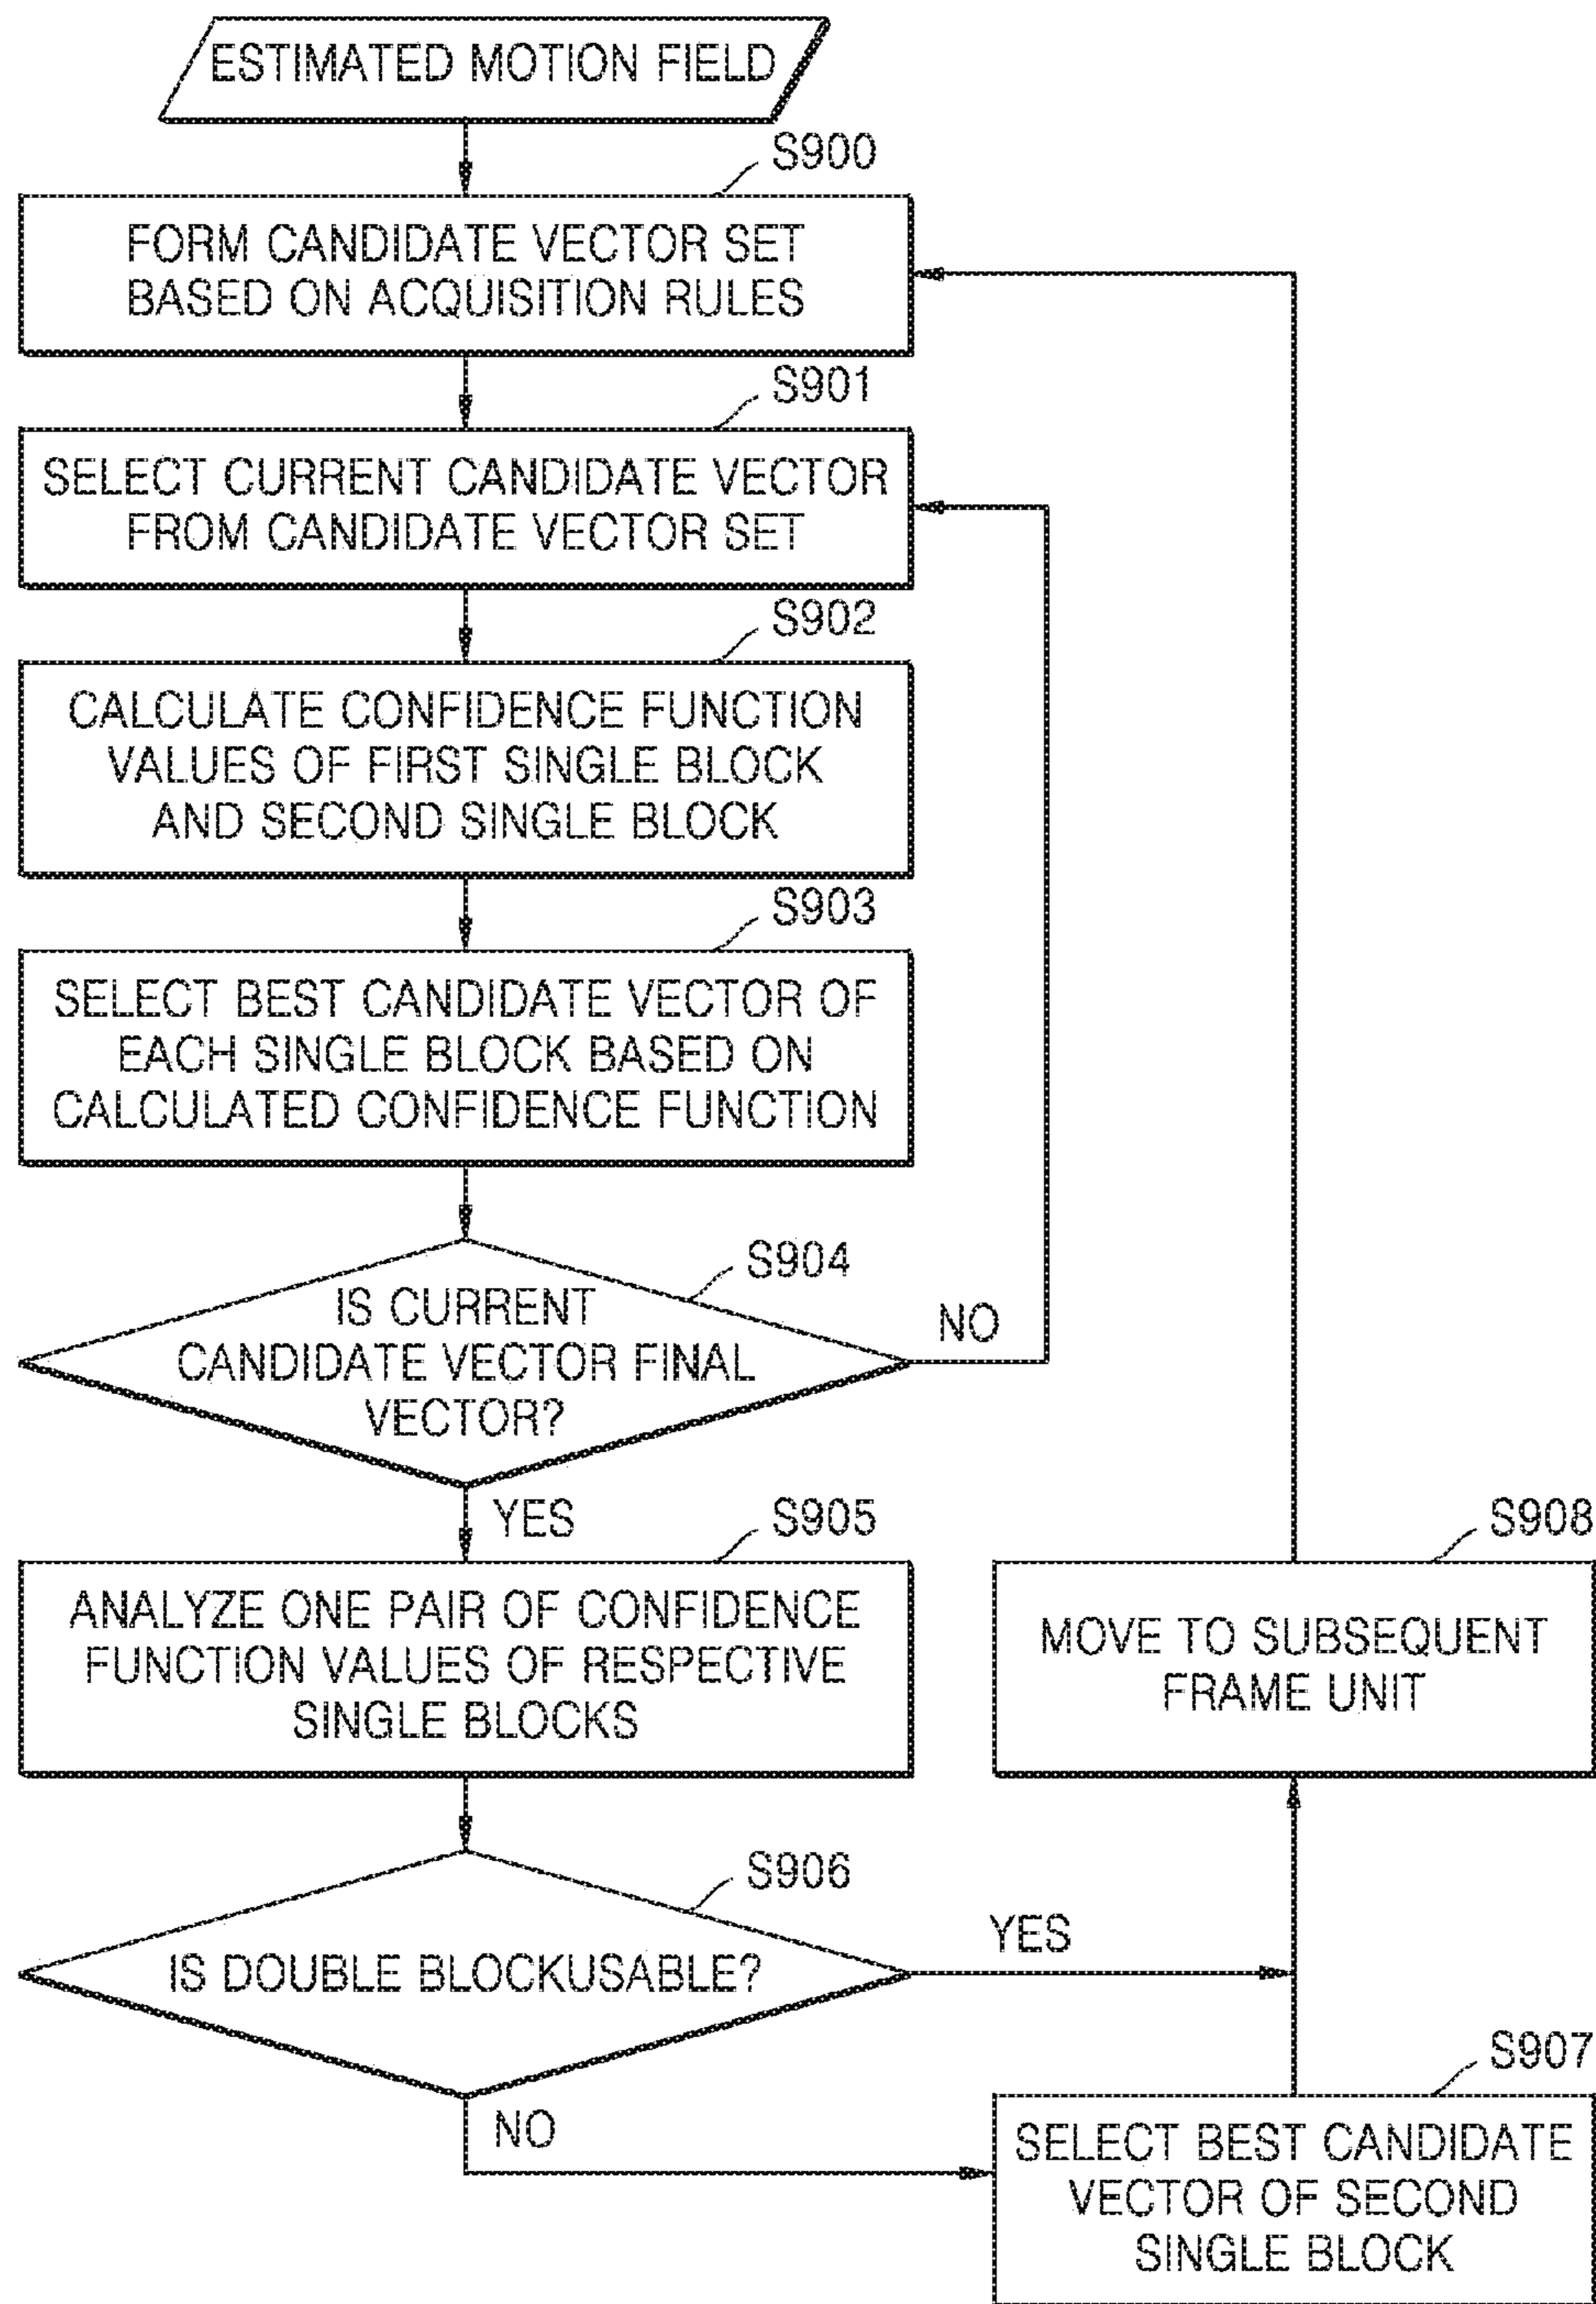 ESTIMATED MOTION FIELD
S900
FORM CANDIDATE VECTOR SET
BASED ON ACQUISITION RULES
S901
SELECT CURRENT CANDIDATE VECTOR
FROM CANDIDATE VECTOR SET
S902
CALCULATE CONFIDENCE FUNCTION
VALUES OF FIRST SINGLE BLOCK
AND SECOND SINGLE BLOCK
S903
SELECT BEST CANDIDATE VECTOR OF
EACH SINGLE BLOCK BASED ON
CALCULATED CONFIDENCE FUNCTION
S904
IS CURRENT
CANDIDATE VECTOR FINAL
VECTOR?
NO
YES
S905
ANALYZE ONE PAIR OF CONFIDENCE
FUNCTION VALUES OF RESPECTIVE
SINGLE BLOCKS
S908
MOVE TO SUBSEQUENT
FRAME UNIT
S906
IS DOUBLE BLOCKUSABLE?
YES
NO
S907
SELECT BEST CANDIDATE
VECTOR OF SECOND
SINGLE BLOCK